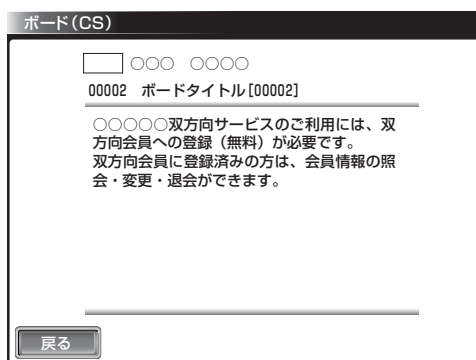 ボード(CS)
○○○ ○○○○
00002 ボードタイトル[00002]
○○○○○双方向サービスのご利用には、双
方向会員への登録（無料）が必要です。
双方向会員に登録済みの方は、会員情報の照
会・変更・退会ができます。
戻る